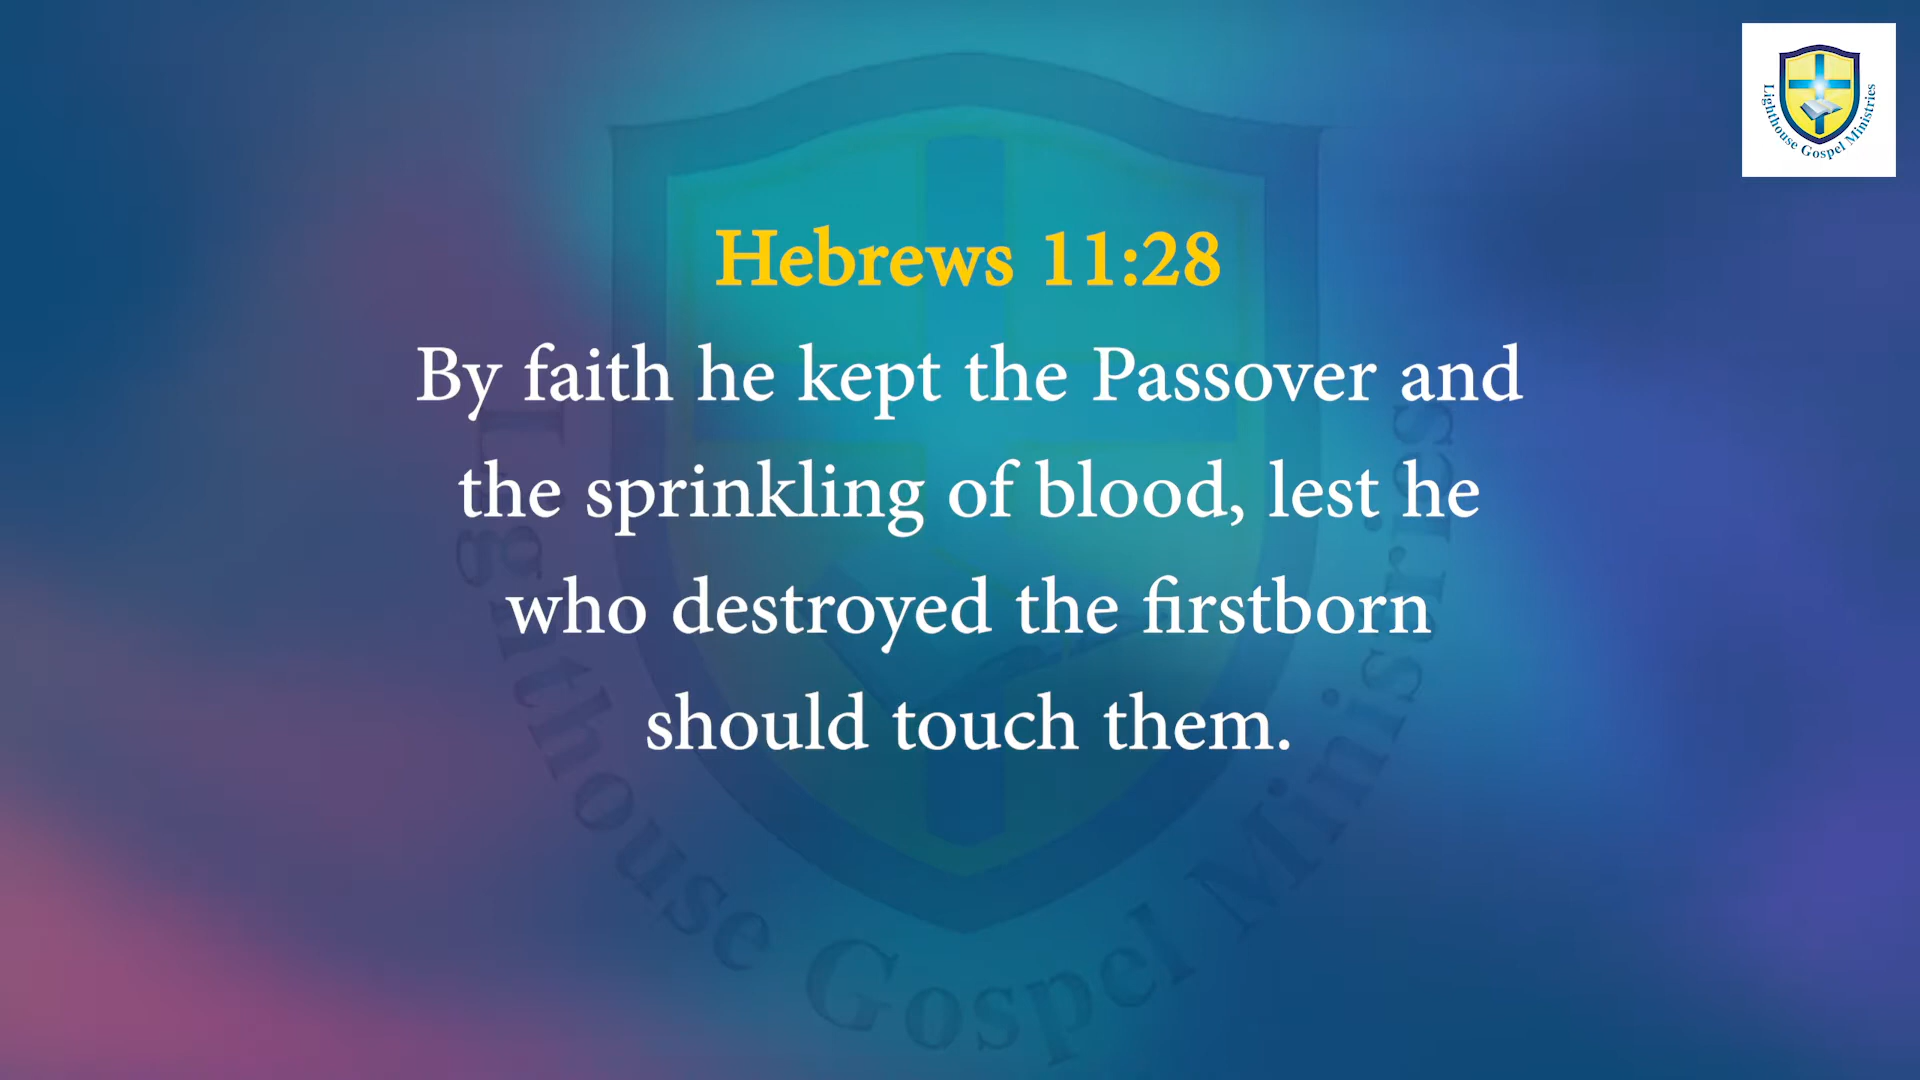 Lighthouse Gospel Ministries
Hebrews 11:28
By faith he kept the Passover and
the sprinkling of blood, lest he
who destroyed the firstborn
should touch them.
Lighthouse Gospel Ministries